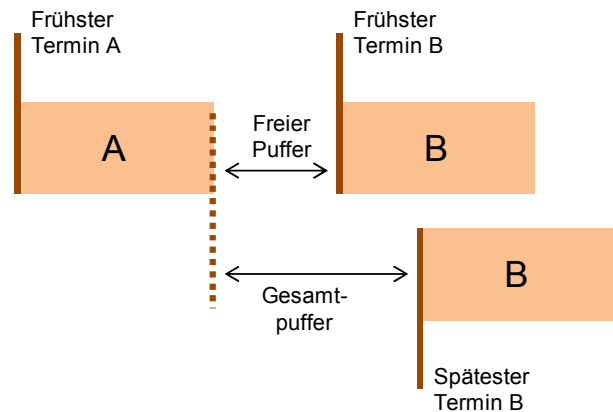 Frühster
Termin A
Frühster
Termin B
A
Freier
Puffer
B
Gesamt-
puffer
B
Spätester
Termin B